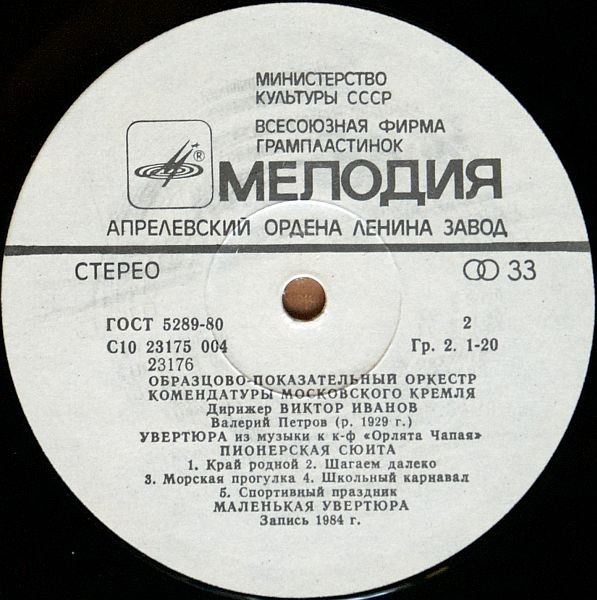 МИНИСТЕРСТВО
КУЛЬТУРЫ СССР
ВСЕСОЮЗНАЯ ФИРМА
ГРАМПЛАСТИНОК
® МЕЛОДИЯ
АПРЕЛЕВСКИЙ ОРДЕНА ЛЕНИНА ЗАВОД
СТЕРЕО 33
ГОСТ 5289-80 2
С10 23175 004 Гр. 2. 1-20
23176
ОБРАЗЦОВО-ПОКАЗАТЕЛЬНЫЙ ОРКЕСТР
КОМЕНДАТУРЫ МОСКОВСКОГО КРЕМЛЯ
Дирижер ВИКТОР ИВАНОВ
Валерий Петров (р. 1929 г.)
УВЕРТЮРА из музыки к к-ф «Орлята Чапая»
ПИОНЕРСКАЯ СЮИТА
1. Край родной 2. Шагаем далеко
3. Морская прогулка 4. Школьный карнавал
5. Спортивный праздник
МАЛЕНЬКАЯ УВЕРТЮРА
Запись 1984 г.